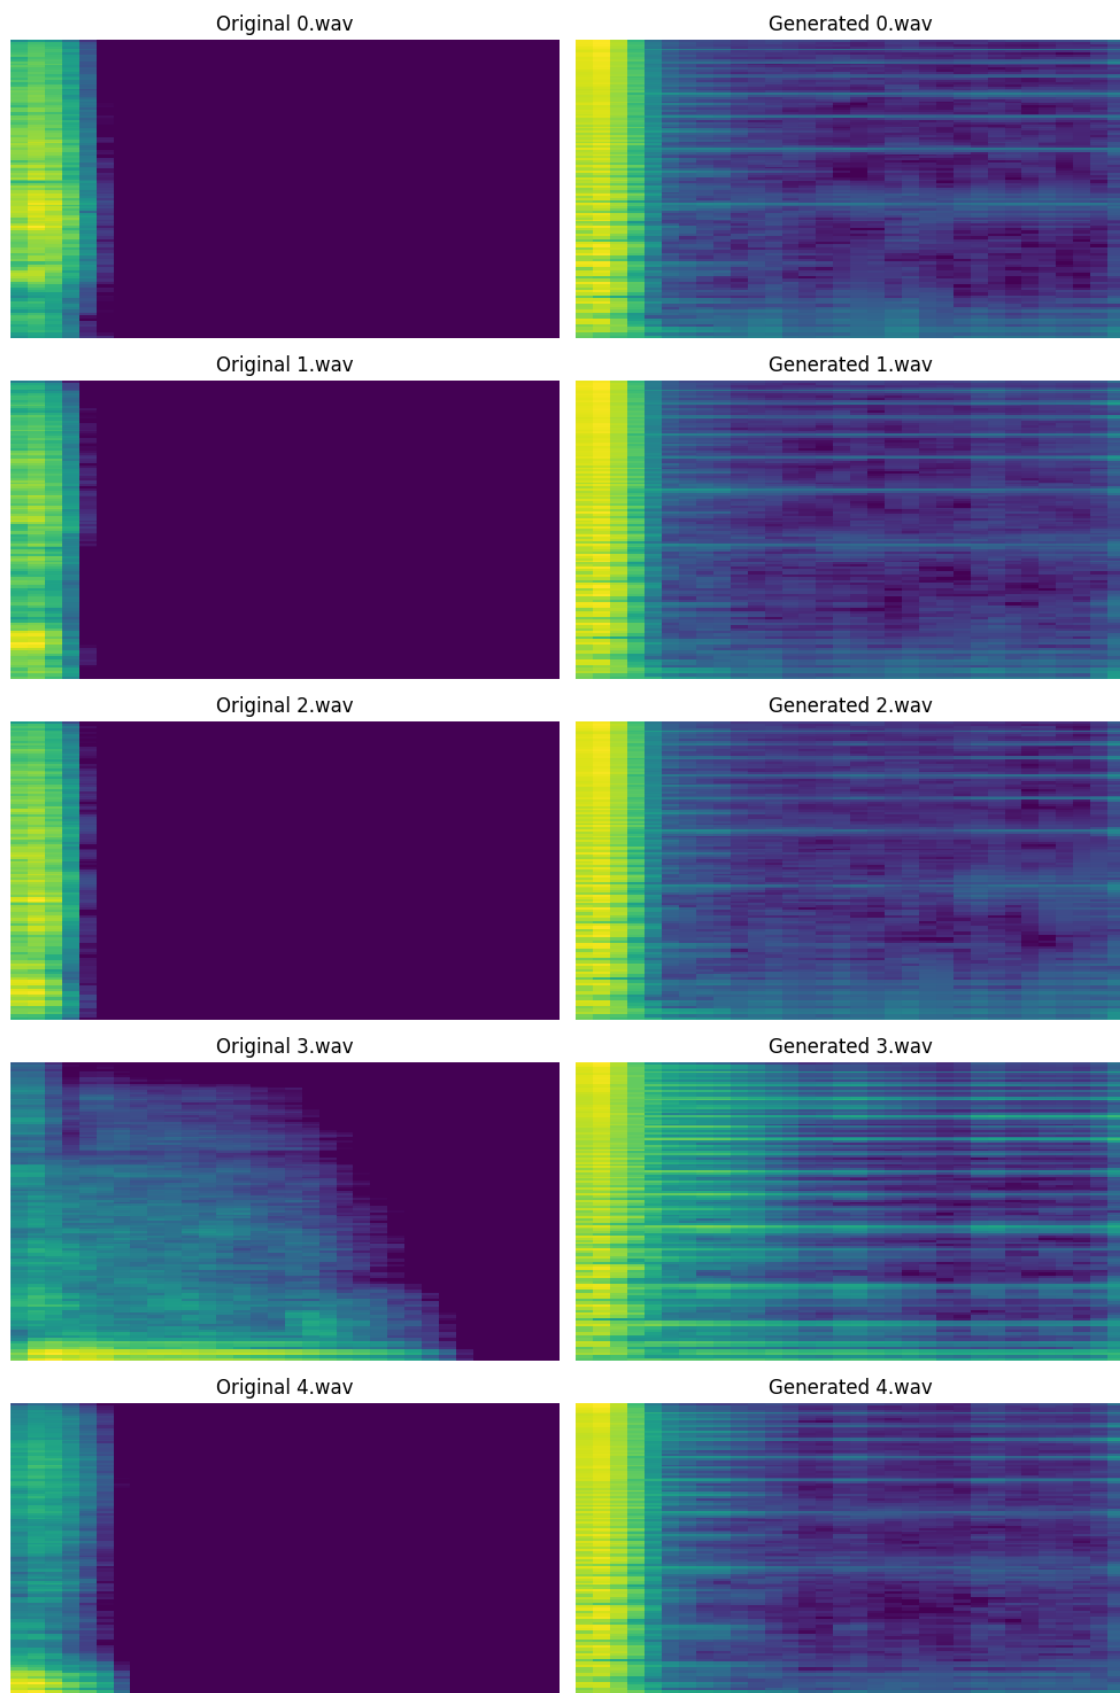 Original 0.wav
Generated 0.wav
Original 1.wav
Generated 1.wav
Original 2.wav
Generated 2.wav
Original 3.wav
Generated 3.wav
Original 4.wav
Generated 4.wav